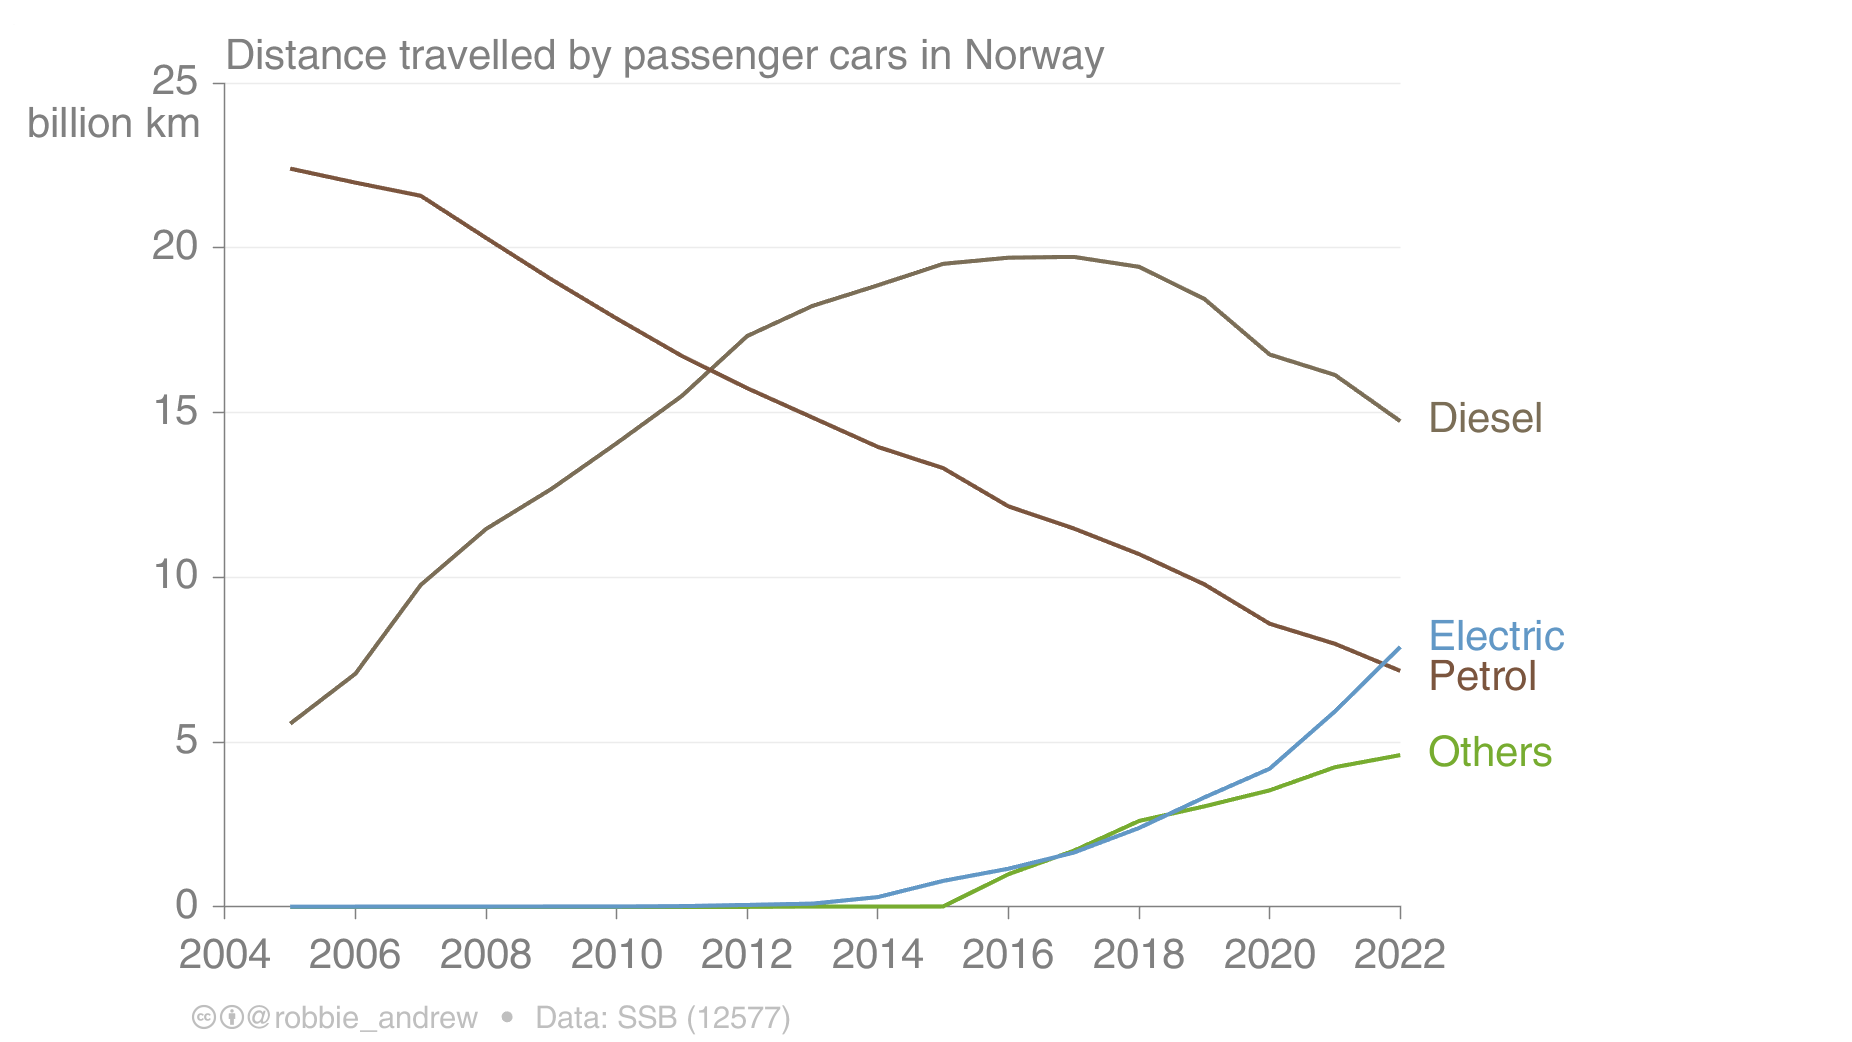 Distance travelled by passenger cars in Norway
25
billion km
20
15
10
5
0
Diesel
Electric
Petrol
Others
2004 2006 2008 2010 2012 2014 2016 2018 2020 2022
cc @robbie_andrew • Data: SSB (12577)